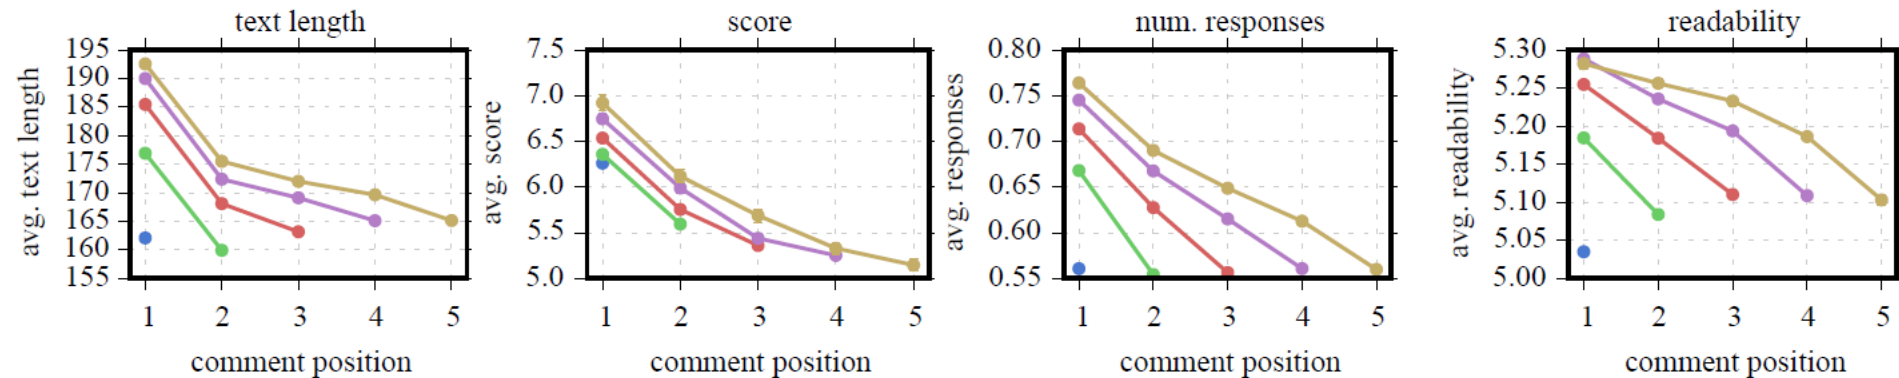 text length
avg. text length
195
190
185
180
175
170
165
160
155
1 2 3 4 5
comment position
score
avg. score
7.5
7.0
6.5
6.0
5.5
5.0
1 2 3 4 5
comment position
num. responses
avg. responses
0.80
0.75
0.70
0.65
0.60
0.55
1 2 3 4 5
comment position
readability
avg. readability
5.30
5.25
5.20
5.15
5.10
5.05
5.00
1 2 3 4 5
comment position